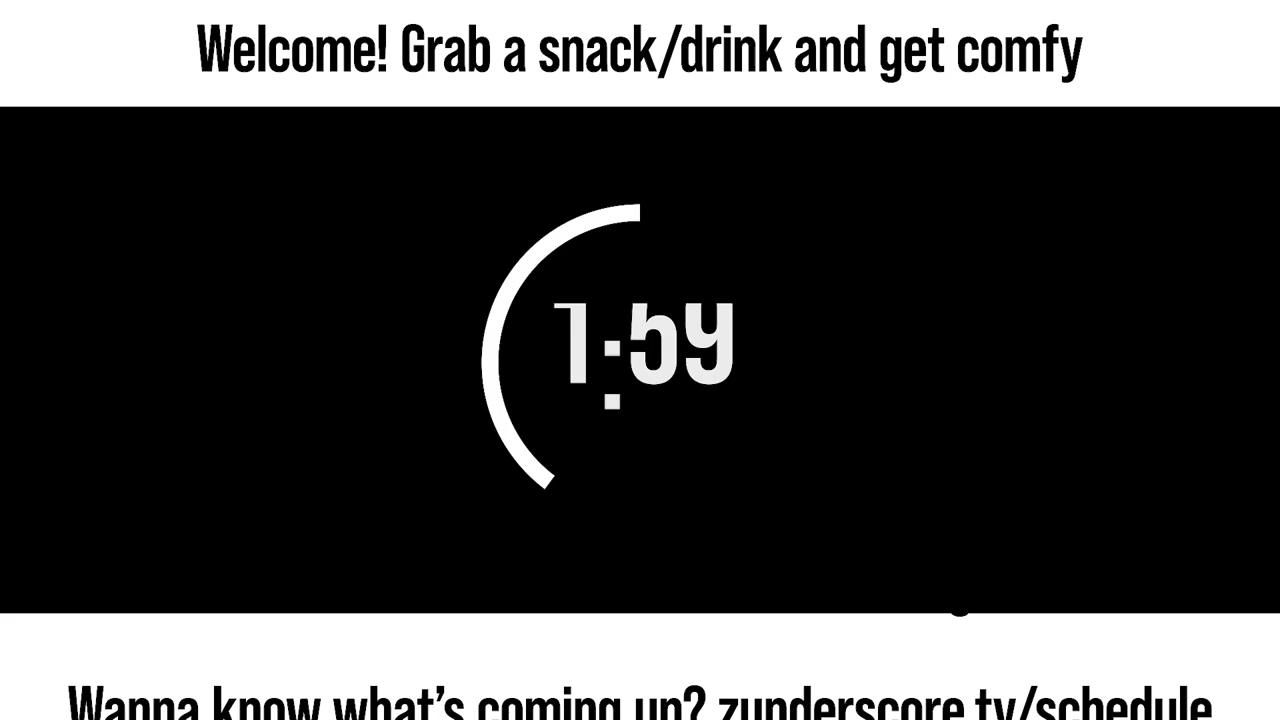 Welcome! Grab a snack/drink and get comfy
1:59
Wanna know what's coming up? zunderscore.tv/schedule